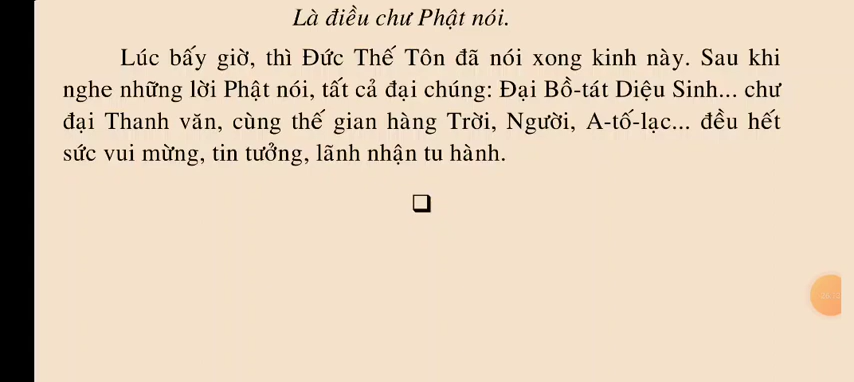 Là điều chư Phật nói.
Lúc bấy giờ, thì Đức Thế Tôn đã nói xong kinh này. Sau khi
nghe những lời Phật nói, tất cả đại chúng: Đại Bồ-tát Diệu Sinh... chư
đại Thanh văn, cùng thế gian hàng Trời, Người, A-tố-lạc... đều hết
sức vui mừng, tin tưởng, lãnh nhận tu hành.